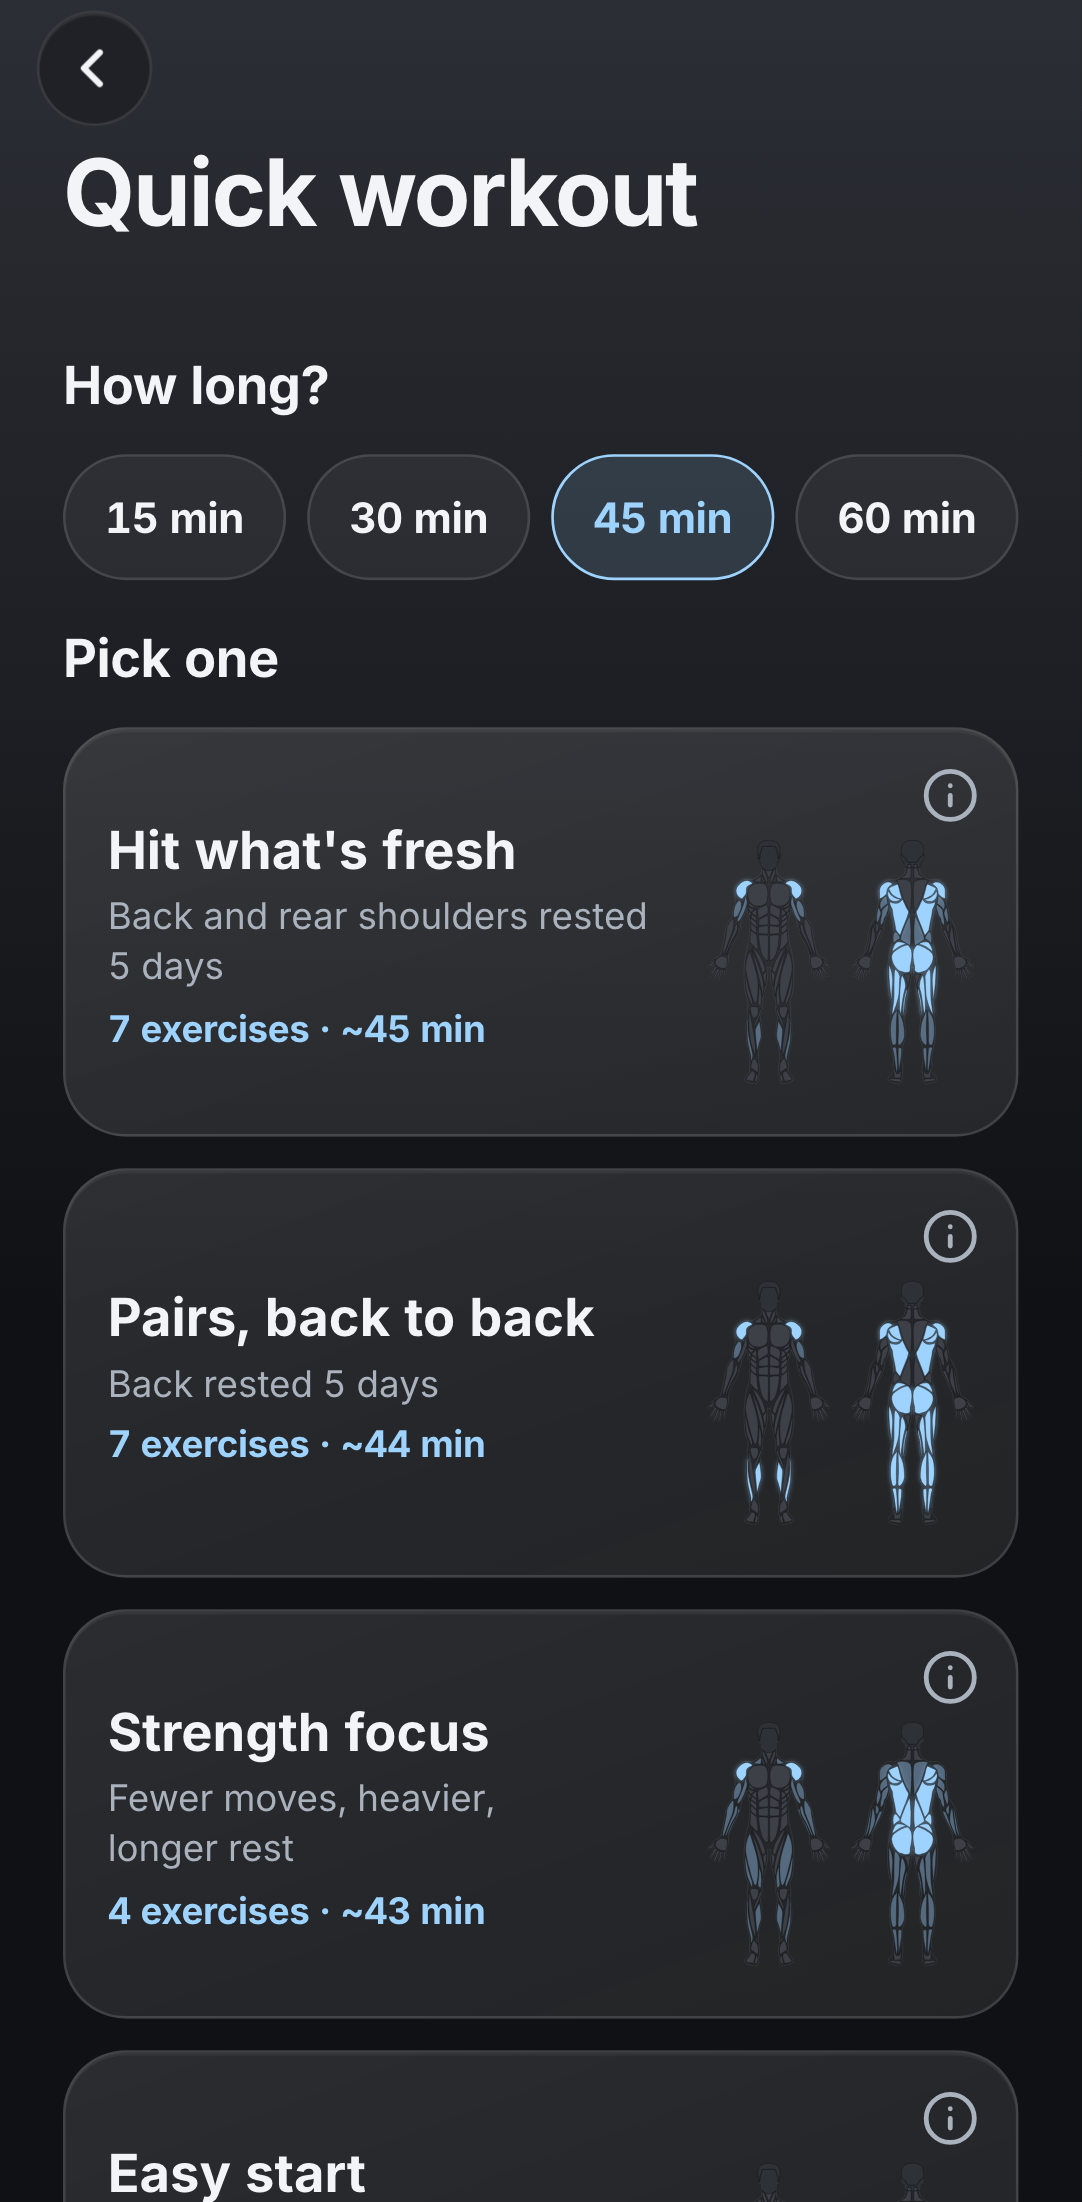 Quick workout
How long?
15 min
30 min
45 min
60 min
Pick one
Hit what's fresh
Back and rear shoulders rested
5 days
7 exercises · ~45 min
Pairs, back to back
Back rested 5 days
7 exercises · ~44 min
Strength focus
Fewer moves, heavier,
longer rest
4 exercises · ~43 min
Easy start